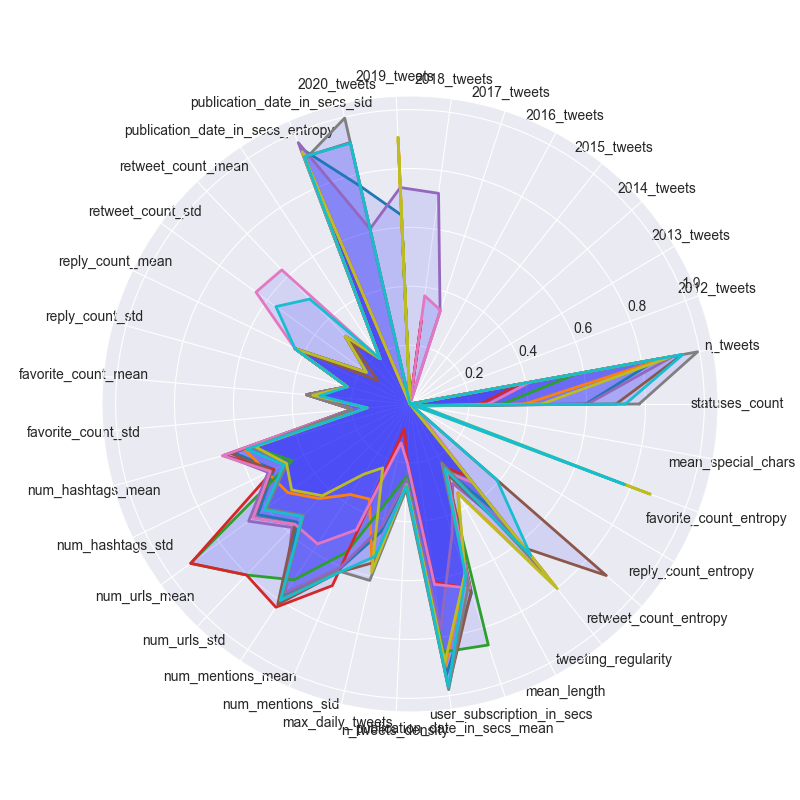 2019_tweets
2018_tweets
2020_tweets
2017_tweets
publication_date_in_secs_std
2016_tweets
publication_date_in_secs_entropy
2015_tweets
retweet_count_mean
2014_tweets
retweet_count_std
2013_tweets
reply_count_mean
2012_tweets
1.0
0.8
reply_count_std
0.6
n_tweets
0.4
favorite_count_mean
0.2
statuses_count
favorite_count_std
mean_special_chars
num_hashtags_mean
favorite_count_entropy
num_hashtags_std
reply_count_entropy
num_urls_mean
retweet_count_entropy
num_urls_std
tweeting_regularity
num_mentions_mean
mean_length
num_mentions_std
user_subscription_in_secs
max_daily_tweets
publication_date_in_secs_mean
n_tweets_density